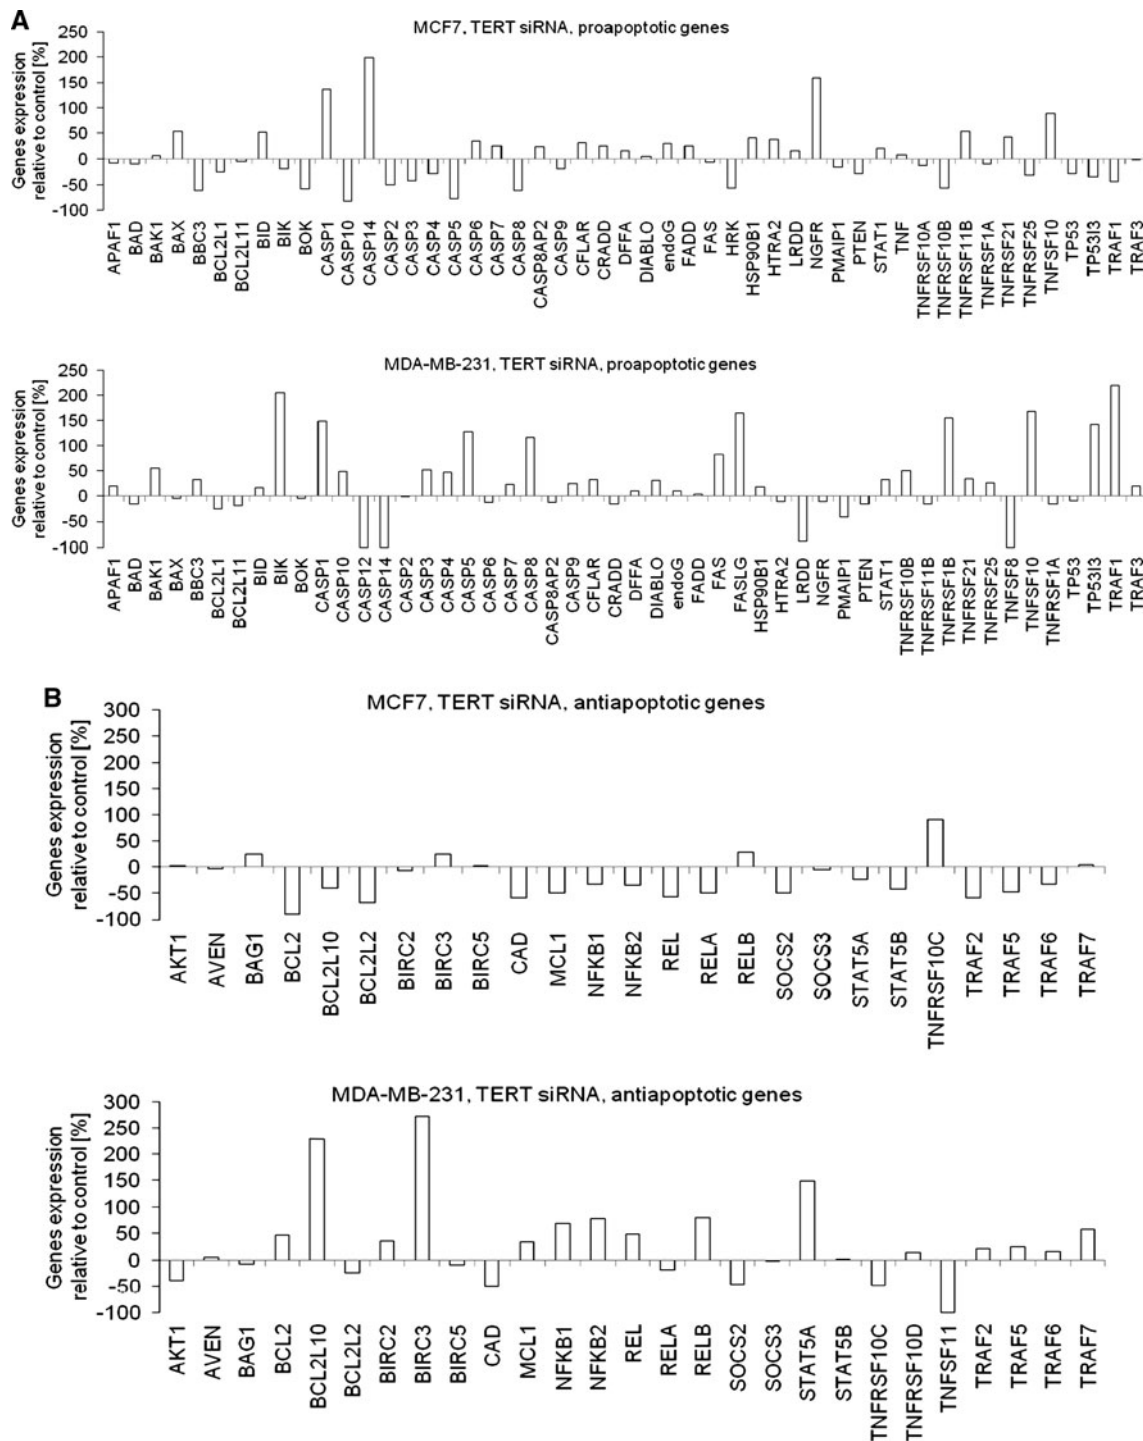 A
MCF7, TERT siRNA, proapoptotic genes
Genes expression
relative to control [%]
250
200
150
100
50
0
-50
-100
APAF1
BAD
BAK1
BAX
BBC3
BCL2L1
BCL2L11
BID
BIK
BOK
CASP1
CASP10
CASP14
CASP2
CASP3
CASP4
CASP5
CASP6
CASP7
CASP8
CASP8AP2
CASP9
CFLAR
CRADD
DFFA
DIABLO
endoG
FADD
FAS
HRK
HSP90B1
HTRA2
LRDD
NGFR
PMAIP1
PTEN
STAT1
TNF
TNFRSF10A
TNFRSF10B
TNFRSF11B
TNFRSF1A
TNFRSF21
TNFRSF25
TNFSF10
TP53
TP53I3
TRAF1
TRAF3
MDA-MB-231, TERT siRNA, proapoptotic genes
Genes expression
relative to control [%]
250
200
150
100
50
0
-50
-100
APAF1
BAD
BAK1
BAX
BBC3
BCL2L1
BCL2L11
BID
BIK
BOK
CASP1
CASP10
CASP12
CASP14
CASP2
CASP3
CASP4
CASP5
CASP6
CASP7
CASP8
CASP8AP2
CASP9
CFLAR
CRADD
DFFA
DIABLO
endoG
FADD
FAS
FASLG
HSP90B1
HTRA2
LRDD
NGFR
PMAIP1
PTEN
STAT1
TNFRSF10B
TNFRSF11B
TNFRSF1B
TNFRSF21
TNFRSF25
TNFSF8
TNFSF10
TNFRSF1A
TP53
TP53I3
TRAF1
TRAF3
B
MCF7, TERT siRNA, antiapoptotic genes
Genes expression
relative to control [%]
300
250
200
150
100
50
0
-50
-100
AKT1
AVEN
BAG1
BCL2
BCL2L10
BCL2L2
BIRC2
BIRC3
BIRC5
CAD
MCL1
NFKB1
NFKB2
REL
RELA
RELB
SOCS2
SOCS3
STAT5A
STAT5B
TNFRSF10C
TRAF2
TRAF5
TRAF6
TRAF7
MDA-MB-231, TERT siRNA, antiapoptotic genes
Genes expression
relative to control [%]
300
250
200
150
100
50
0
-50
-100
AKT1
AVEN
BAG1
BCL2
BCL2L10
BCL2L2
BIRC2
BIRC3
BIRC5
CAD
MCL1
NFKB1
NFKB2
REL
RELA
RELB
SOCS2
SOCS3
STAT5A
STAT5B
TNFRSF10C
TNFRSF10D
TNFSF11
TRAF2
TRAF5
TRAF6
TRAF7